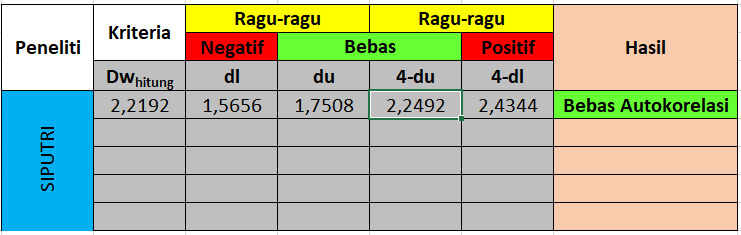 Peneliti Kriteria Ragu-ragu Ragu-ragu Hasil
Negatif Bebas Positif
Dwhitung dl du 4-du 4-dl
SIPUTRI 2,2192 1,5656 1,7508 2,2492 2,4344 Bebas Autokorelasi